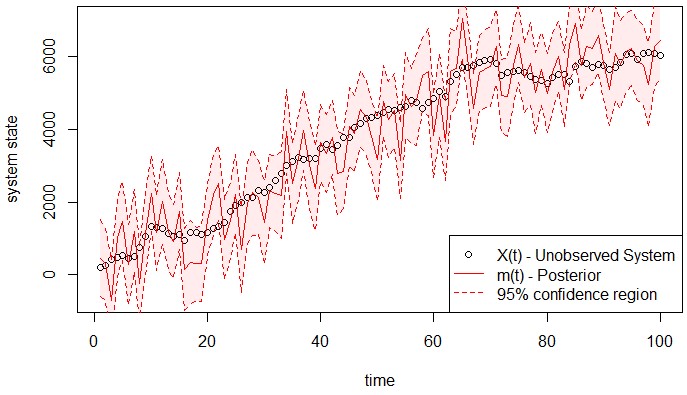 system state
6000
4000
2000
0
X(t) - Unobserved System
m(t) - Posterior
95% confidence region
0 20 40 60 80 100
time